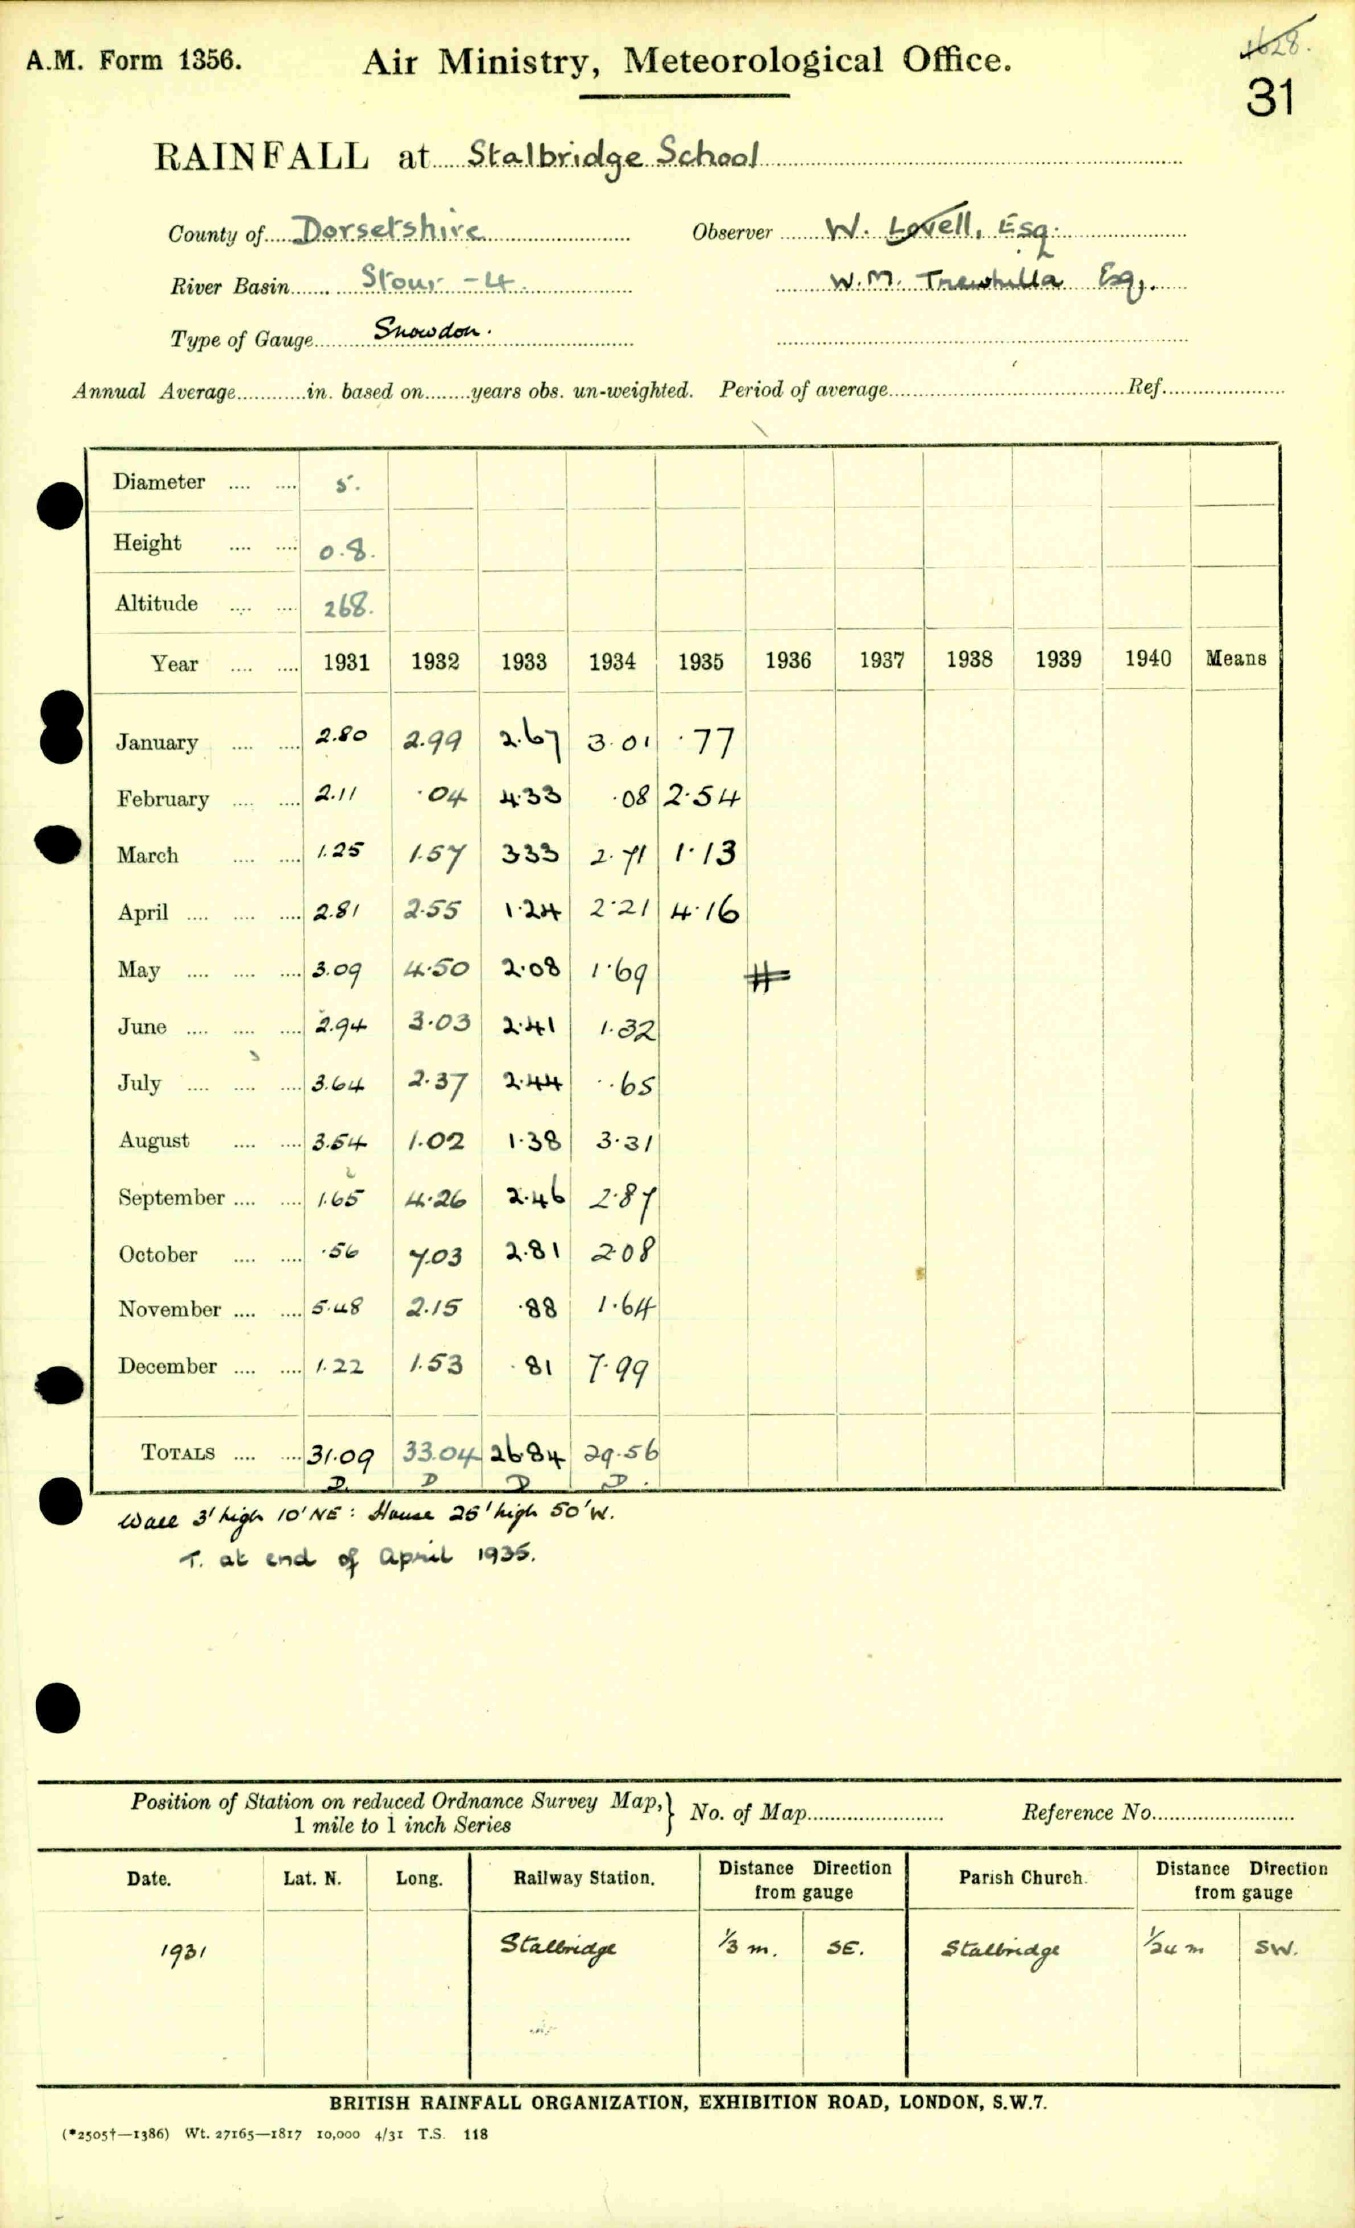 A.M. Form 1356.
Air Ministry, Meteorological Office.
1628.
31
RAINFALL at Stalbridge School
County of Dorsetshire Observer W. Lovell, Esq.
River Basin Stour - 4. W.M. Trewhella Esq.
Type of Gauge Snowdon.
Annual Average............in. based on........years obs. un-weighted. Period of average..........Ref..........
Diameter .... .... 5.
Height .... .... 0.8.
Altitude .... .... 268.
Year .... .... 1931 1932 1933 1934 1935 1936 1937 1938 1939 1940 Means
January .... .... 2.80 2.99 2.67 3.01 .77
February .... .... 2.11 .04 4.33 .08 2.54
March .... .... 1.25 1.57 3.33 2.71 1.13
April .... .... .... 2.81 2.55 1.24 2.21 4.16
May .... .... .... 3.09 4.50 2.08 1.69
June .... .... .... 2.94 3.03 2.41 1.32
July .... .... .... 3.64 2.37 2.44 .65
August .... .... 3.54 1.02 1.38 3.31
September .... .... 1.65 4.26 2.46 2.87
October .... .... .56 7.03 2.81 2.08
November .... .... 5.48 2.15 .88 1.64
December .... .... 1.22 1.53 .81 7.99
TOTALS .... .... 31.09 33.04 26.84 29.56
D. D D D.
Wall 3' high 10' NE : House 25' high 50' W.
T. at end of April 1935.
Position of Station on reduced Ordnance Survey Map, } No. of Map.......... Reference No..........
1 mile to 1 inch Series
Date. Lat. N. Long. Railway Station. Distance Direction from gauge Parish Church. Distance Direction from gauge
1931 Stalbridge 1/3 m. SE. Stalbridge 1/24 m SW.
BRITISH RAINFALL ORGANIZATION, EXHIBITION ROAD, LONDON, S.W.7.
(*2505†—1386) Wt. 27165—1817 10,000 4/31 T.S. 118